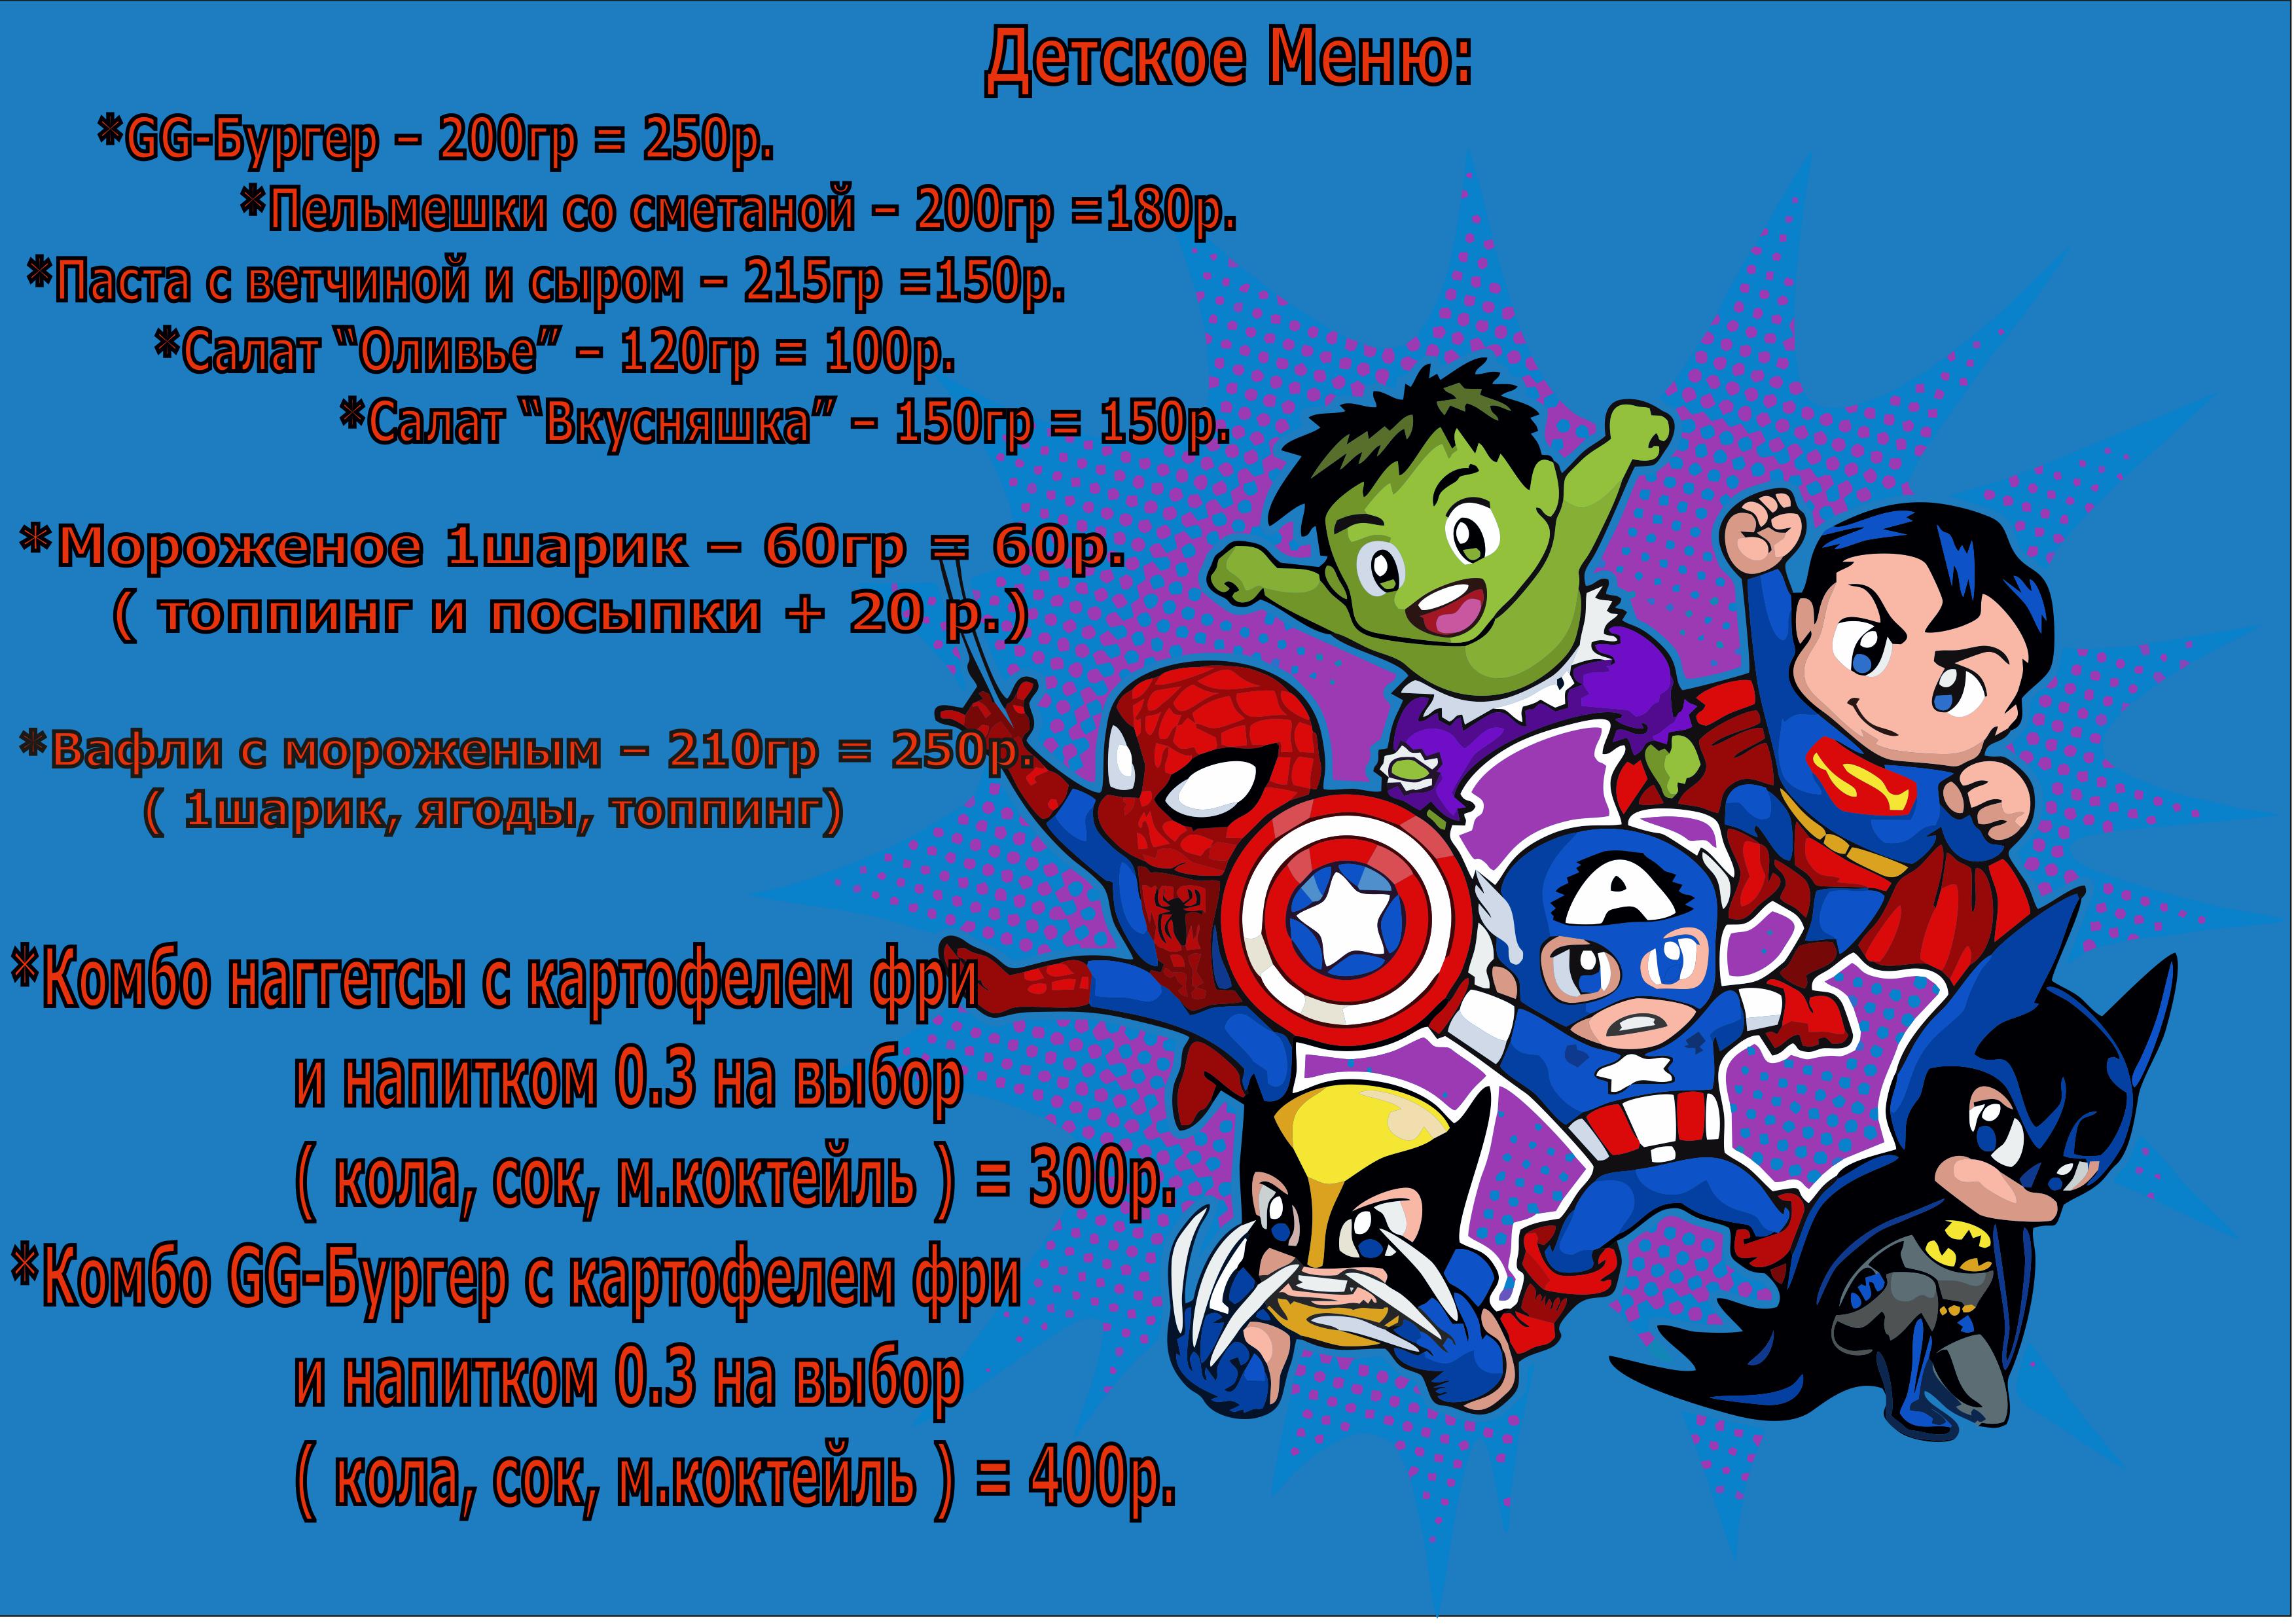 Детское Меню:
*GG-Бургер – 200гр = 250р.
*Пельмешки со сметаной – 200гр =180р.
*Паста с ветчиной и сыром – 215гр =150р.
*Салат “Оливье” – 120гр = 100р.
*Салат “Вкусняшка” – 150гр = 150р.
*Мороженое 1шарик – 60гр = 60р.
( топпинг и посыпки + 20 р.)
*Вафли с мороженым – 210гр = 250р.
( 1шарик, ягоды, топпинг)
*Комбо наггетсы с картофелем фри
и напитком 0.3 на выбор
( кола, сок, м.коктейль ) = 300р.
*Комбо GG-Бургер с картофелем фри
и напитком 0.3 на выбор
( кола, сок, м.коктейль ) = 400р.